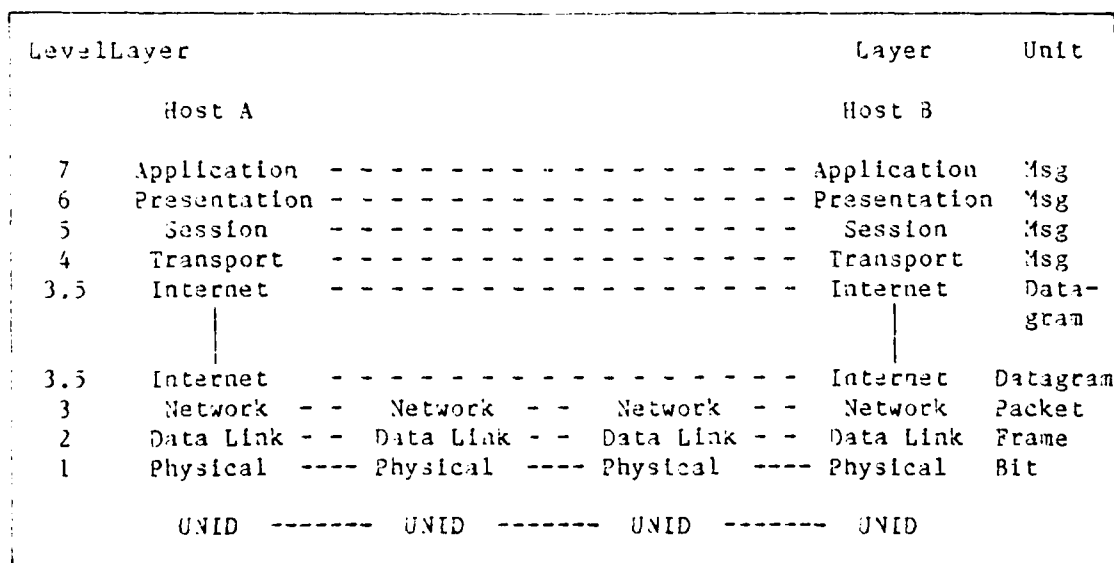 LevelLayer Layer Unit
Host A Host B
7 Application - - - - - - - - - - - - - - - - Application Msg
6 Presentation - - - - - - - - - - - - - - - - Presentation Msg
5 Session - - - - - - - - - - - - - - - - Session Msg
4 Transport - - - - - - - - - - - - - - - - Transport Msg
3.5 Internet - - - - - - - - - - - - - - - - Internet Data-
gram
3.5 Internet - - - - - - - - - - - - - - - - Internet Datagram
3 Network - - Network - - Network - - Network Packet
2 Data Link - - Data Link - - Data Link - - Data Link Frame
1 Physical ---- Physical ---- Physical ---- Physical Bit
UNID ------- UNID ------- UNID ------- UNID